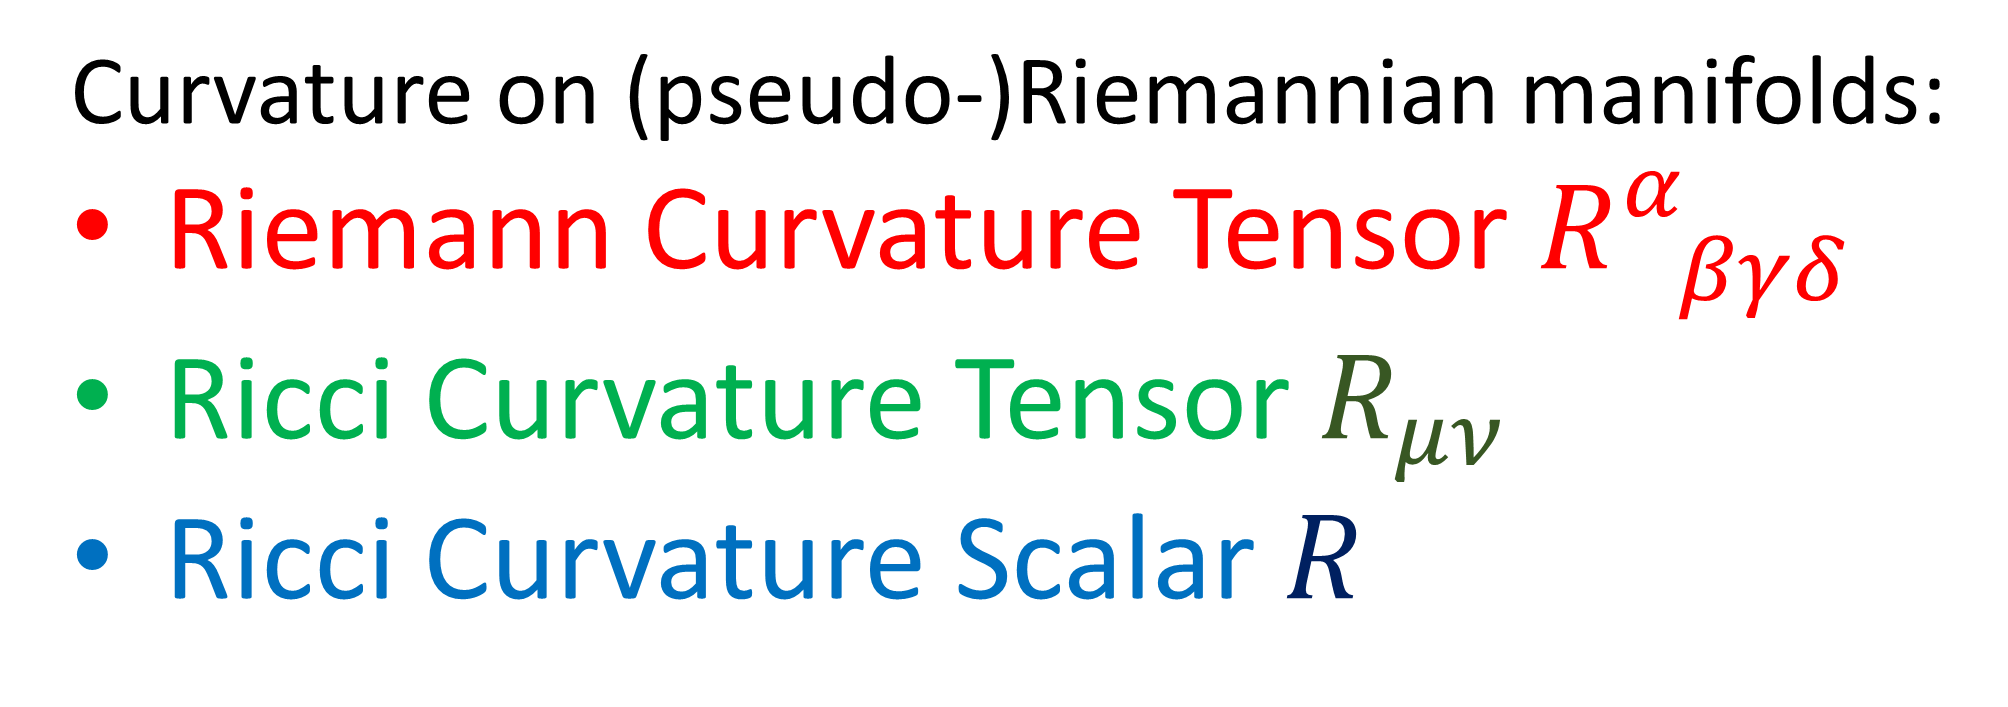 Curvature on (pseudo-)Riemannian manifolds:
• Riemann Curvature Tensor 𝑅^𝛼_𝛽𝛾𝛿
• Ricci Curvature Tensor 𝑅_𝜇𝜈
• Ricci Curvature Scalar 𝑅